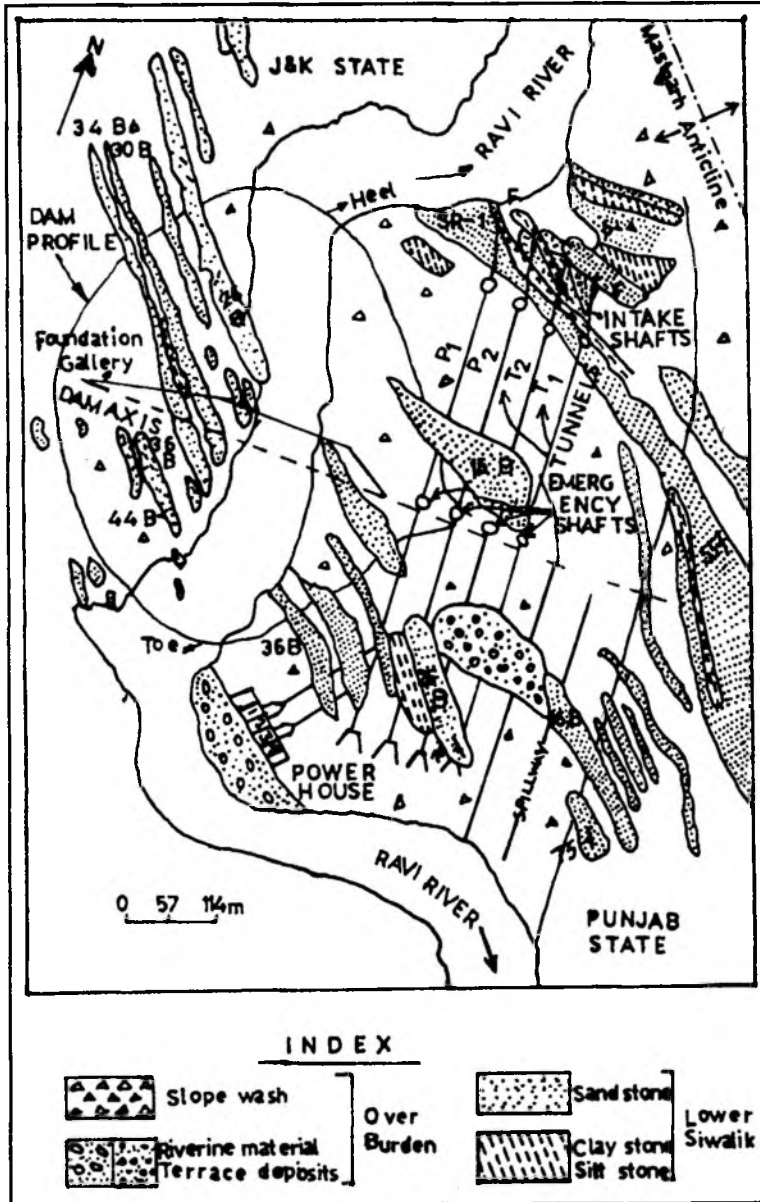 N
J&K STATE
RAVI RIVER
Mastgarh Anticline
34 B
30 B
Heel
F
SR-1
DAM
PROFILE
INTAKE
SHAFTS
Foundation
Gallery
P1
P2
T2
T1
TUNNELS
DAM AXIS
36
B
44 B
EMERG
ENCY
SHAFTS
Toe
36B
POWER
HOUSE
SPILLWAY
RAVI RIVER
0 57 114m
PUNJAB
STATE
INDEX
Slope wash
Riverine material
Terrace deposits
Over
Burden
Sand stone
Clay stone
Silt stone
Lower
Siwalik